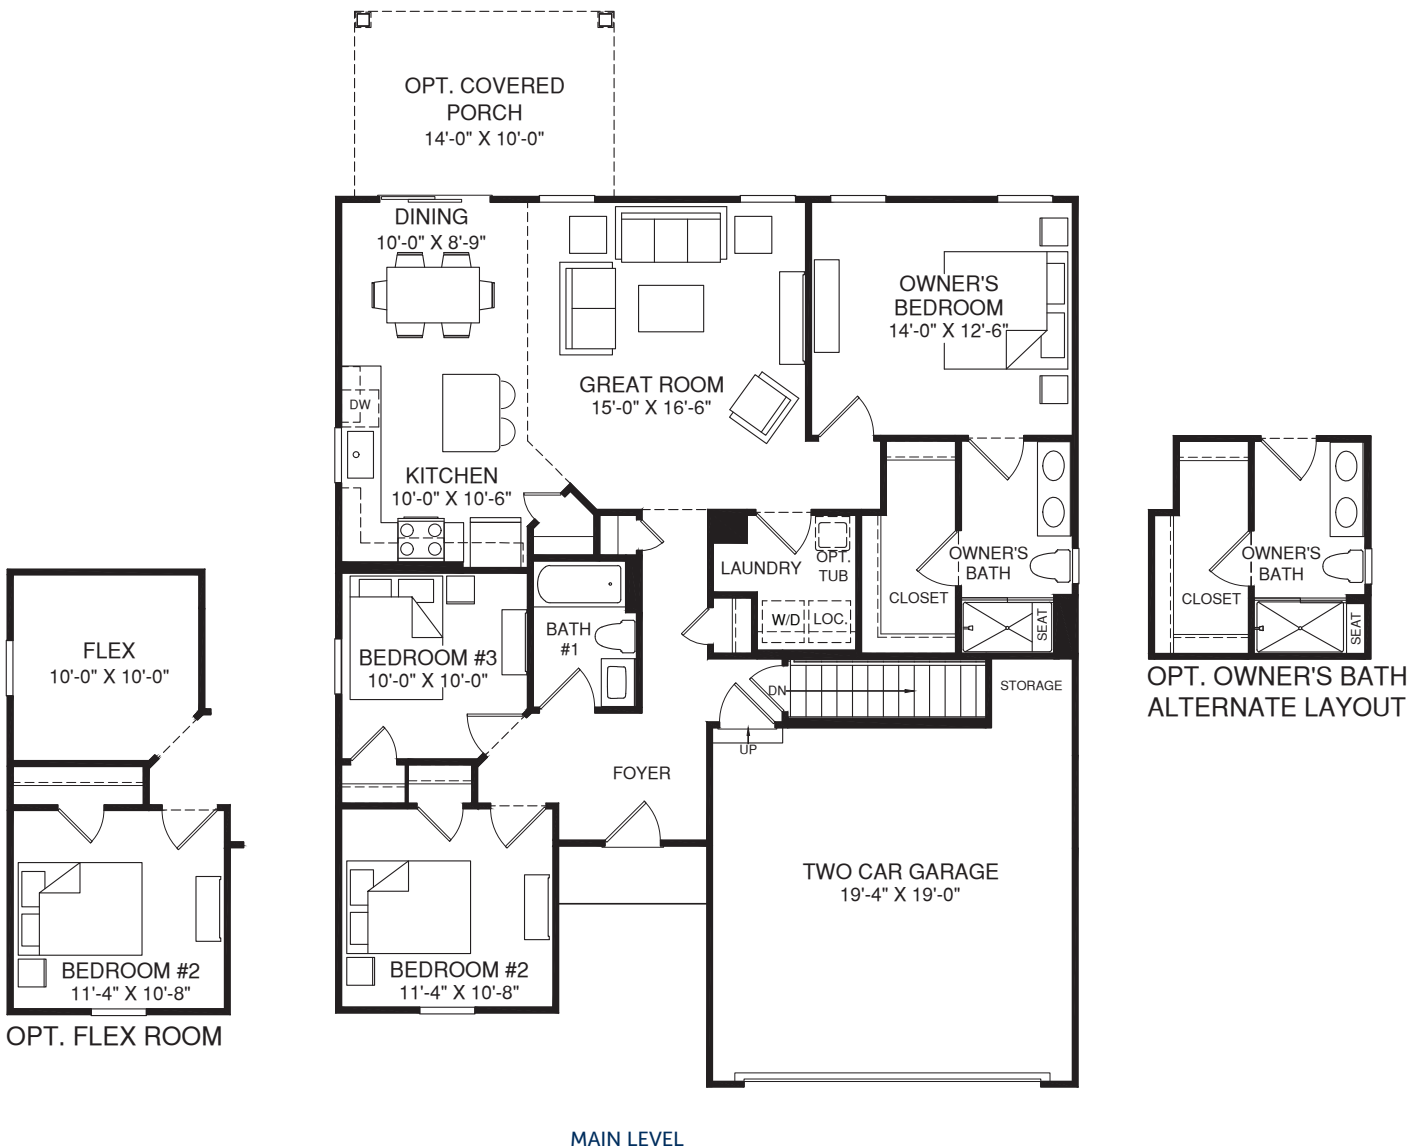 OPT. COVERED
PORCH
14'-0" X 10'-0"
DINING
10'-0" X 8'-9"
OWNER'S
BEDROOM
14'-0" X 12'-6"
GREAT ROOM
15'-0" X 16'-6"
DW
KITCHEN
10'-0" X 10'-6"
LAUNDRY
OPT.
TUB
W/D
LOC.
CLOSET
OWNER'S
BATH
SEAT
OWNER'S
BATH
CLOSET
SEAT
OPT. OWNER'S BATH
ALTERNATE LAYOUT
BATH
#1
BEDROOM #3
10'-0" X 10'-0"
FLEX
10'-0" X 10'-0"
DN
STORAGE
UP
FOYER
TWO CAR GARAGE
19'-4" X 19'-0"
BEDROOM #2
11'-4" X 10'-8"
BEDROOM #2
11'-4" X 10'-8"
OPT. FLEX ROOM
MAIN LEVEL